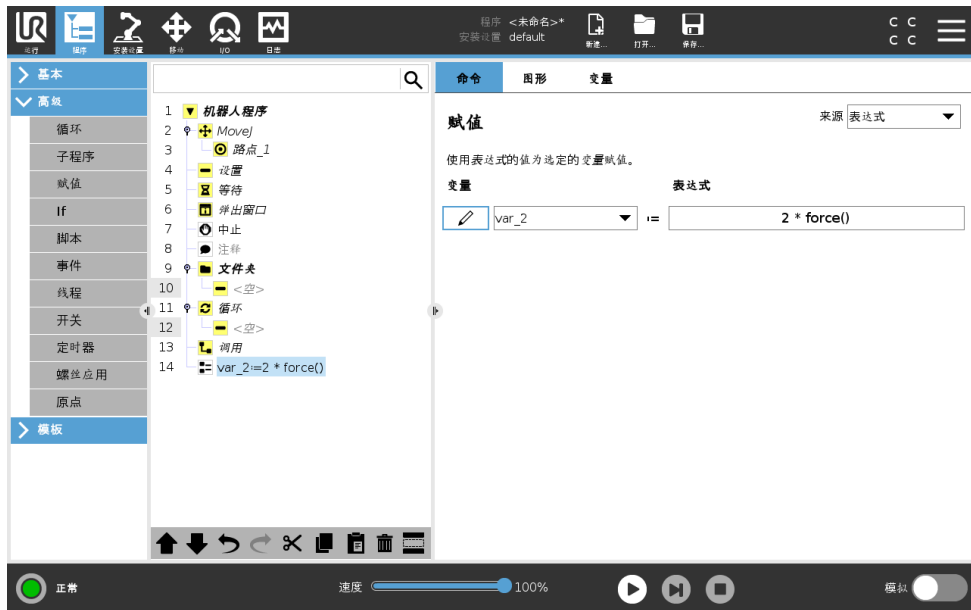 UR
运行
程序
安装设置
移动
I/O
日志
程序 <未命名>*
安装设置 default
新建...
打开...
保存...
C C
C C
基本
高级
循环
子程序
赋值
If
脚本
事件
线程
开关
定时器
螺丝应用
原点
模板
1 机器人程序
2 MoveJ
3 路点_1
4 设置
5 等待
6 弹出窗口
7 中止
8 注释
9 文件夹
10 <空>
11 循环
12 <空>
13 调用
14 var_2:=2 * force()
命令 图形 变量
赋值
来源 表达式
使用表达式的值为选定的变量赋值。
变量 表达式
var_2 := 2 * force()
正常
速度 100%
模拟